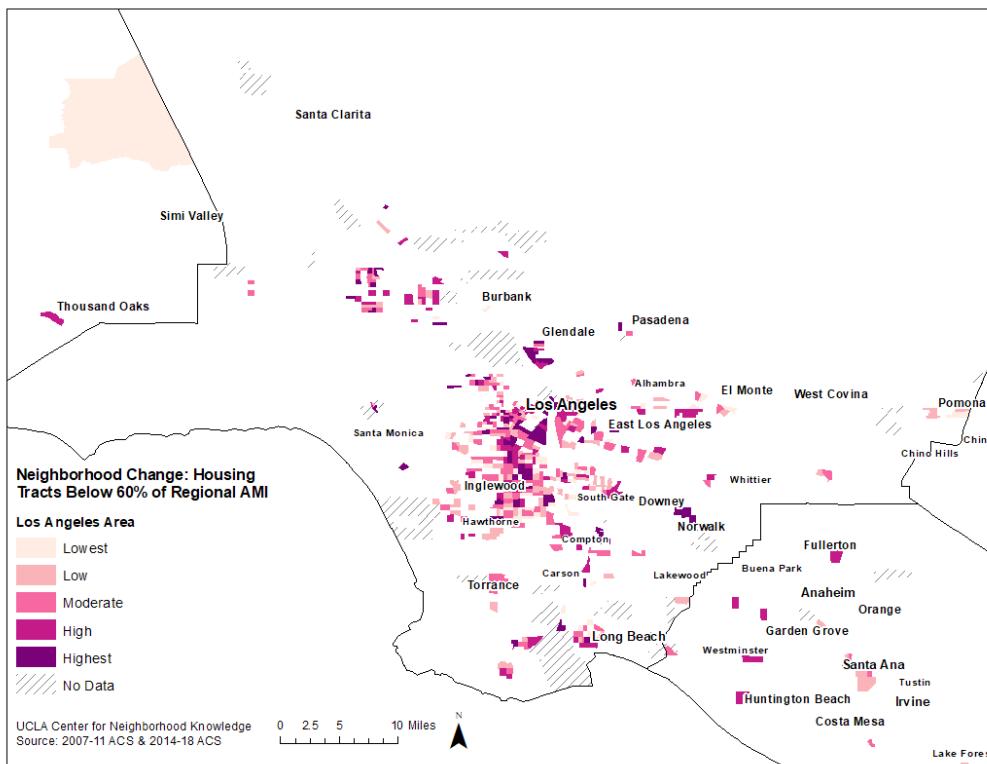 Santa Clarita
Simi Valley
Thousand Oaks
Burbank
Glendale
Pasadena
Alhambra
El Monte
West Covina
Pomona
Los Angeles
East Los Angeles
Santa Monica
Chin
Chino Hills
Neighborhood Change: Housing
Tracts Below 60% of Regional AMI
Los Angeles Area
Lowest
Low
Moderate
High
Highest
No Data
Inglewood
South Gate
Downey
Whittier
Hawthorne
Norwalk
Compton
Fullerton
Carson
Torrance
Lakewood
Buena Park
Anaheim
Orange
Garden Grove
Long Beach
Westminster
Santa Ana
Tustin
Huntington Beach
Irvine
Costa Mesa
Lake Fores
UCLA Center for Neighborhood Knowledge
Source: 2007-11 ACS & 2014-18 ACS
0 2.5 5 10 Miles
N